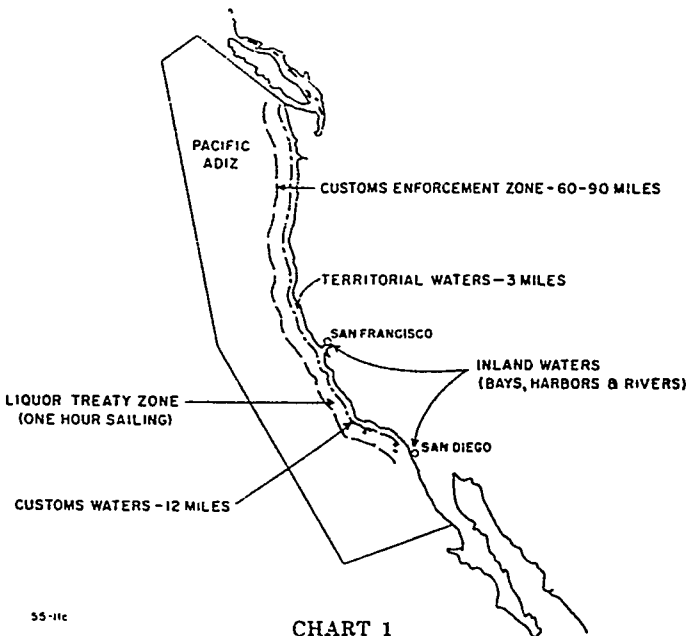 PACIFIC
ADIZ
CUSTOMS ENFORCEMENT ZONE - 60-90 MILES
TERRITORIAL WATERS - 3 MILES
SAN FRANCISCO
INLAND WATERS
(BAYS, HARBORS & RIVERS)
LIQUOR TREATY ZONE
(ONE HOUR SAILING)
SAN DIEGO
CUSTOMS WATERS - 12 MILES
55-11c
CHART 1